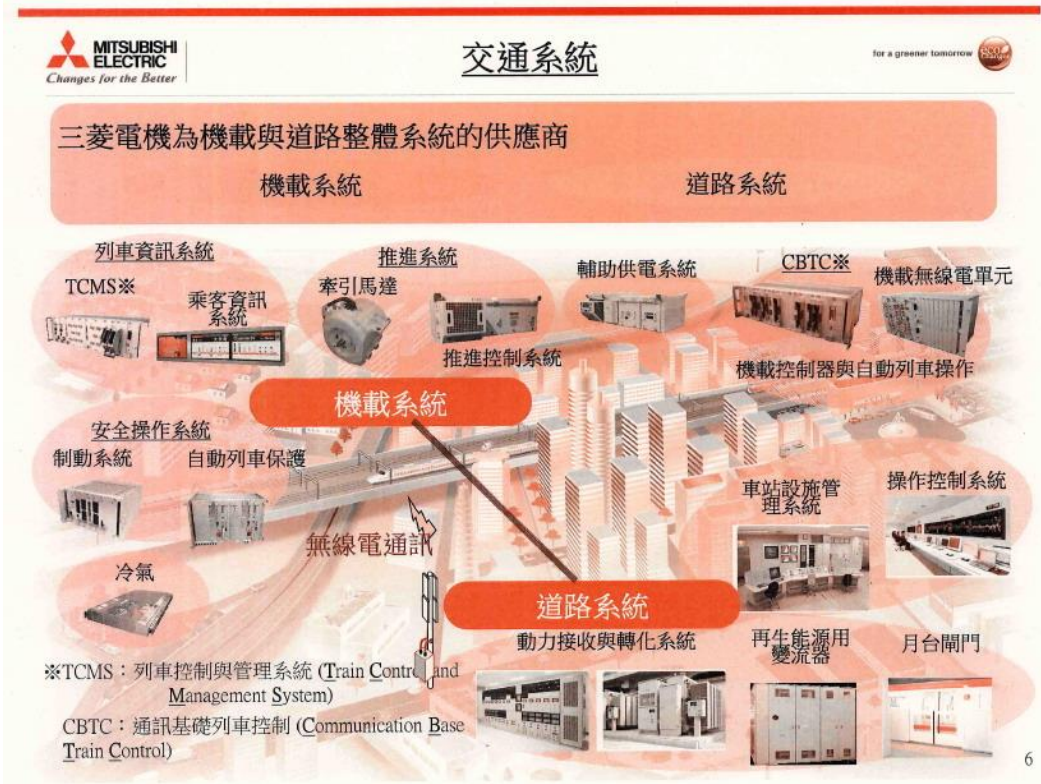 MITSUBISHI
ELECTRIC
Changes for the Better
交通系統
for a greener tomorrow
eco
Changes
三菱電機為機載與道路整體系統的供應商
機載系統
道路系統
列車資訊系統
TCMS※
乘客資訊
系統
推進系統
牽引馬達
推進控制系統
輔助供電系統
CBTC※
機載無線電單元
機載控制器與自動列車操作
機載系統
安全操作系統
制動系統
自動列車保護
無線電通訊
冷氣
車站設施管
理系統
操作控制系統
道路系統
動力接收與轉化系統
再生能源用
變流器
月台閘門
※TCMS：列車控制與管理系統 (Train Control and
Management System)
CBTC：通訊基礎列車控制 (Communication Base
Train Control)
6